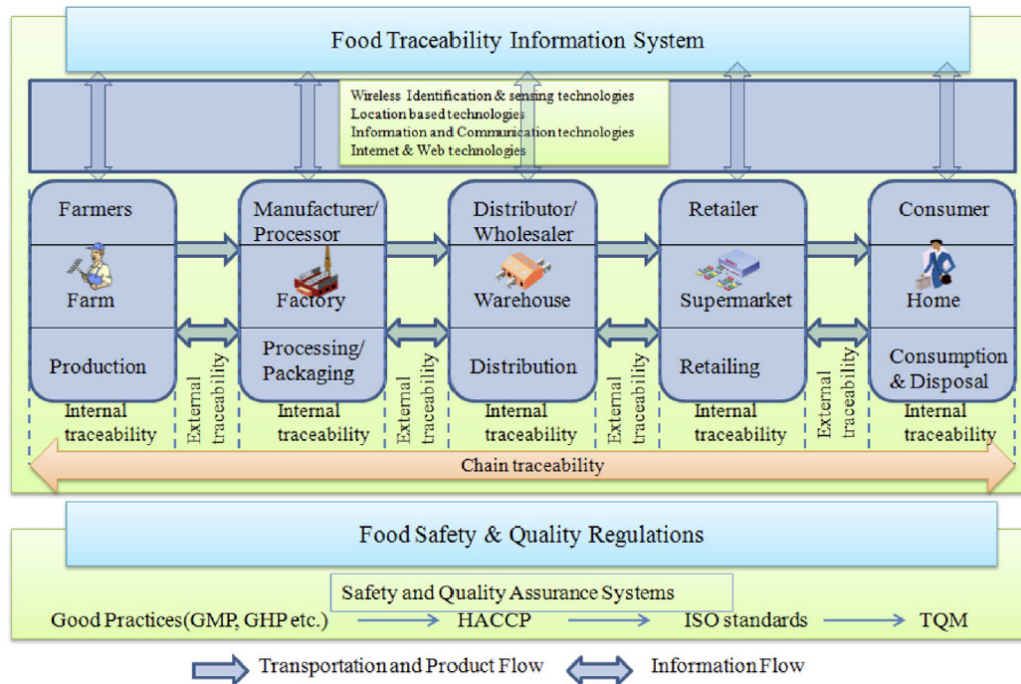 Food Traceability Information System
Wireless Identification & sensing technologies
Location based technologies
Information and Communication technologies
Internet & Web technologies
Farmers
Manufacturer/
Processor
Distributor/
Wholesaler
Retailer
Consumer
Farm
Factory
Warehouse
Supermarket
Home
Production
Processing/
Packaging
Distribution
Retailing
Consumption
& Disposal
Internal
traceability
External
traceability
Internal
traceability
External
traceability
Internal
traceability
External
traceability
Internal
traceability
External
traceability
Internal
traceability
Chain traceability
Food Safety & Quality Regulations
Safety and Quality Assurance Systems
Good Practices(GMP, GHP etc.)
HACCP
ISO standards
TQM
Transportation and Product Flow
Information Flow